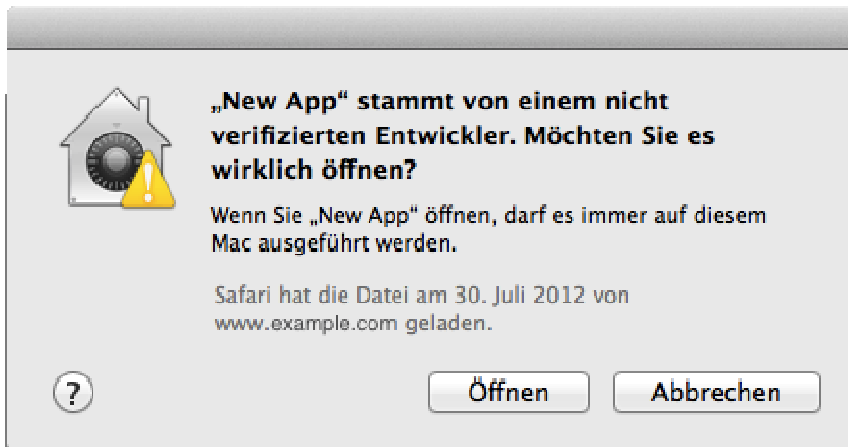 „New App“ stammt von einem nicht
verifizierten Entwickler. Möchten Sie es
wirklich öffnen?
Wenn Sie „New App“ öffnen, darf es immer auf diesem
Mac ausgeführt werden.
Safari hat die Datei am 30. Juli 2012 von
www.example.com geladen.
?
Öffnen
Abbrechen